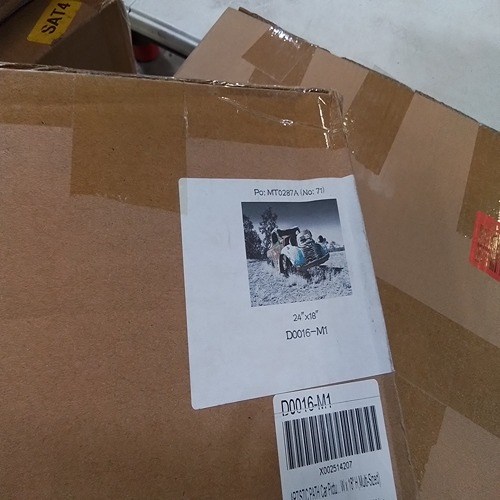 SAT4
Po: MT0287A (No: 71)
24"x18"
D0016-M1
D0016-M1
X002514207